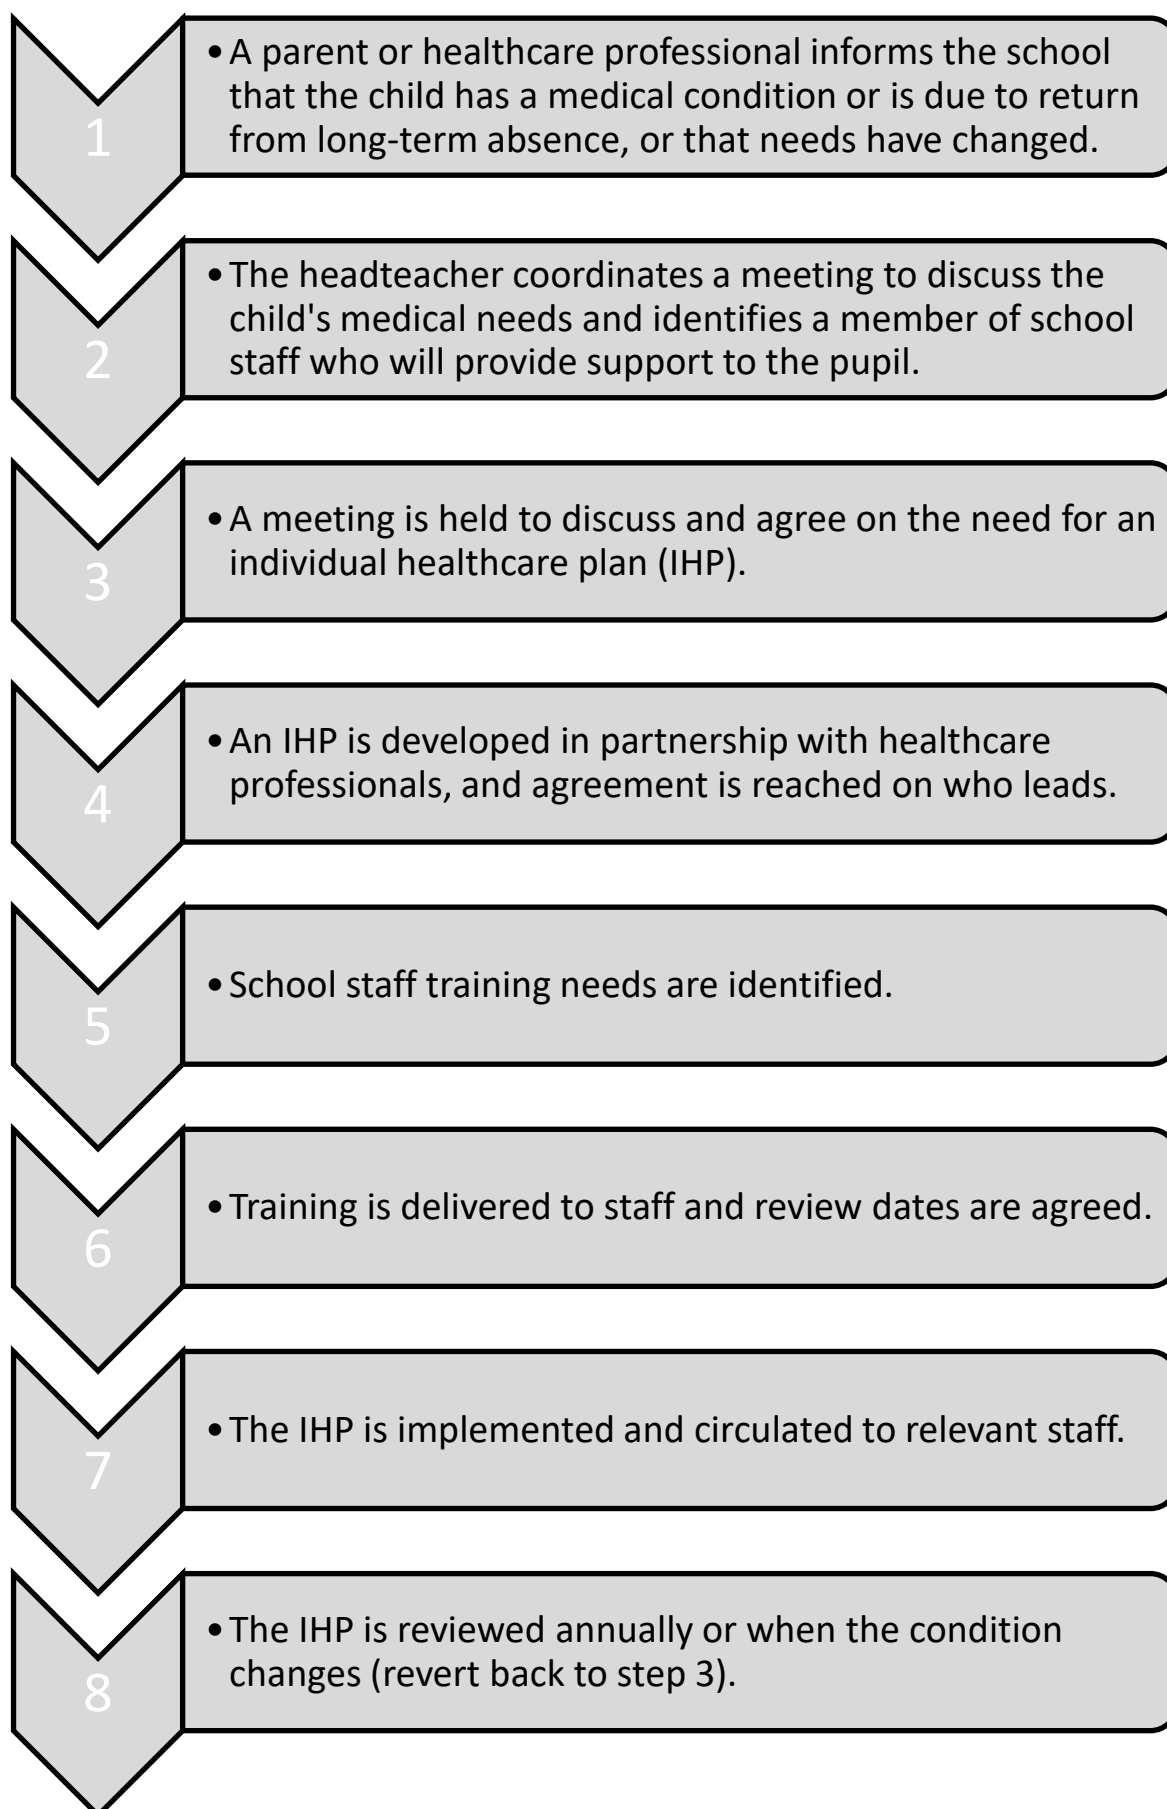 1
• A parent or healthcare professional informs the school
that the child has a medical condition or is due to return
from long-term absence, or that needs have changed.
2
• The headteacher coordinates a meeting to discuss the
child's medical needs and identifies a member of school
staff who will provide support to the pupil.
3
• A meeting is held to discuss and agree on the need for an
individual healthcare plan (IHP).
4
• An IHP is developed in partnership with healthcare
professionals, and agreement is reached on who leads.
5
• School staff training needs are identified.
6
• Training is delivered to staff and review dates are agreed.
7
• The IHP is implemented and circulated to relevant staff.
8
• The IHP is reviewed annually or when the condition
changes (revert back to step 3).